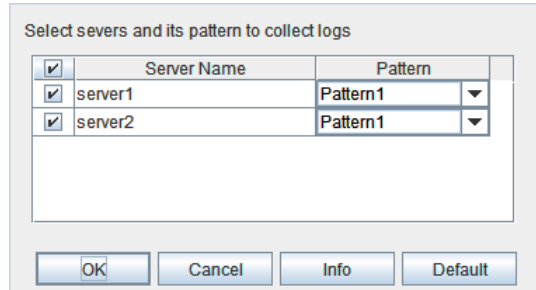 Select severs and its pattern to collect logs
Server Name Pattern
server1 Pattern1
server2 Pattern1
OK Cancel Info Default